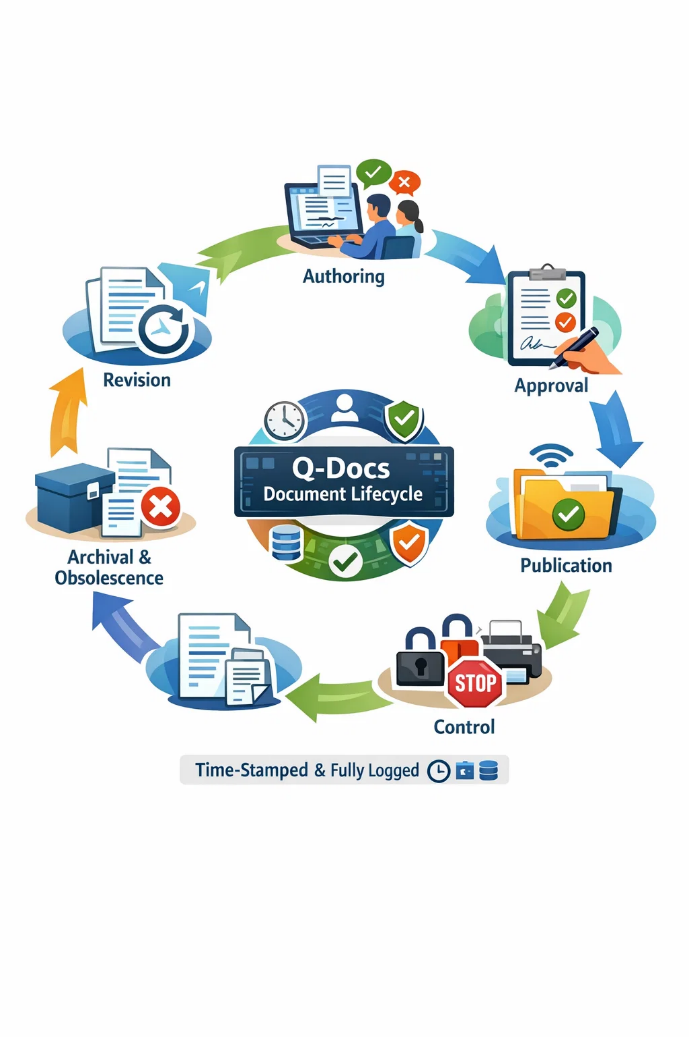 Authoring
Approval
Publication
STOP
Control
Archival &
Obsolescence
Revision
Q-Docs
Document Lifecycle
Time-Stamped & Fully Logged